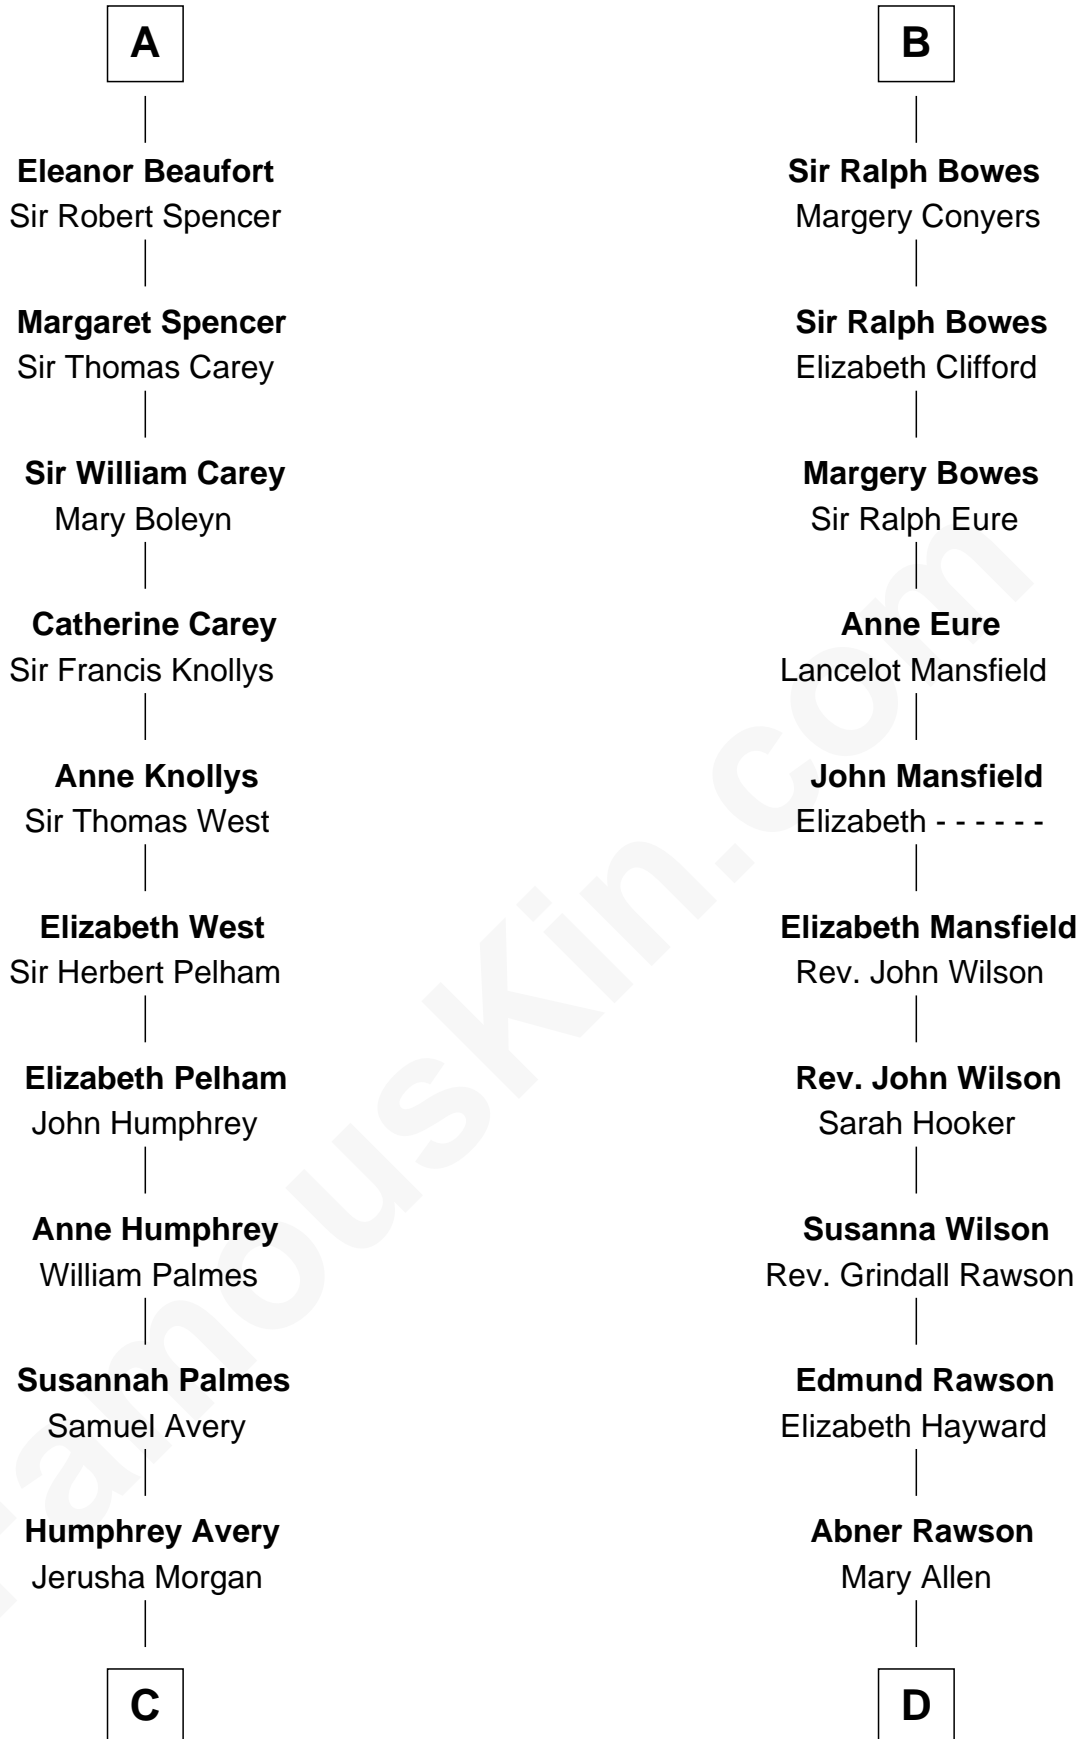 A
Eleanor Beaufort
Sir Robert Spencer
Margaret Spencer
Sir Thomas Carey
Sir William Carey
Mary Boleyn
Catherine Carey
Sir Francis Knollys
Anne Knollys
Sir Thomas West
Elizabeth West
Sir Herbert Pelham
Elizabeth Pelham
John Humphrey
Anne Humphrey
William Palmes
Susannah Palmes
Samuel Avery
Humphrey Avery
Jerusha Morgan
C
B
Sir Ralph Bowes
Margery Conyers
Sir Ralph Bowes
Elizabeth Clifford
Margery Bowes
Sir Ralph Eure
Anne Eure
Lancelot Mansfield
John Mansfield
Elizabeth - - - - - -
Elizabeth Mansfield
Rev. John Wilson
Rev. John Wilson
Sarah Hooker
Susanna Wilson
Rev. Grindall Rawson
Edmund Rawson
Elizabeth Hayward
Abner Rawson
Mary Allen
D
FamousKin.com